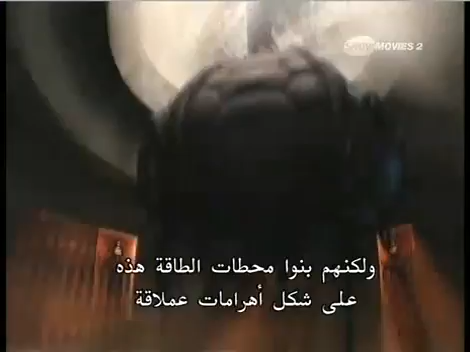 MOVIES 2
ولكنهم بنوا محطات الطاقة هذه
على شكل أهرامات عملاقة